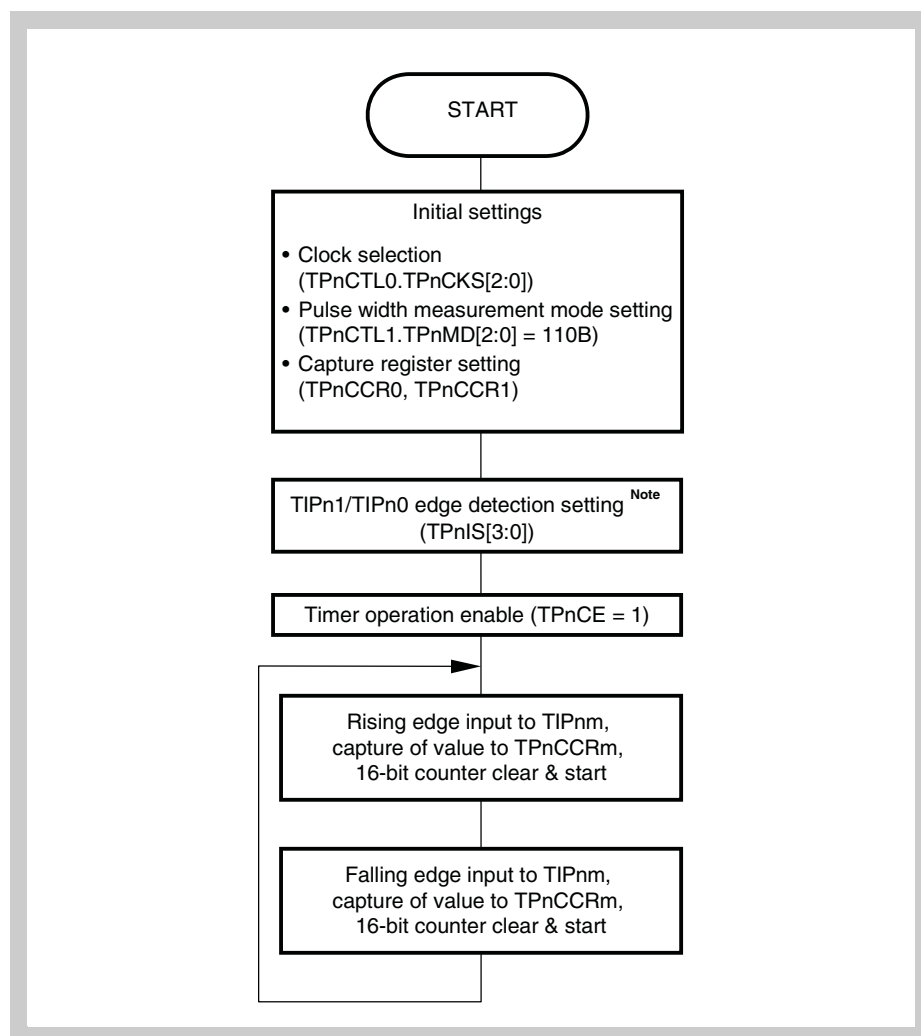 START
Initial settings
• Clock selection
(TPnCTL0.TPnCKS[2:0])
• Pulse width measurement mode setting
(TPnCTL1.TPnMD[2:0] = 110B)
• Capture register setting
(TPnCCR0, TPnCCR1)
TIPn1/TIPn0 edge detection setting Note
(TPnIS[3:0])
Timer operation enable (TPnCE = 1)
Rising edge input to TIPnm,
capture of value to TPnCCRm,
16-bit counter clear & start
Falling edge input to TIPnm,
capture of value to TPnCCRm,
16-bit counter clear & start